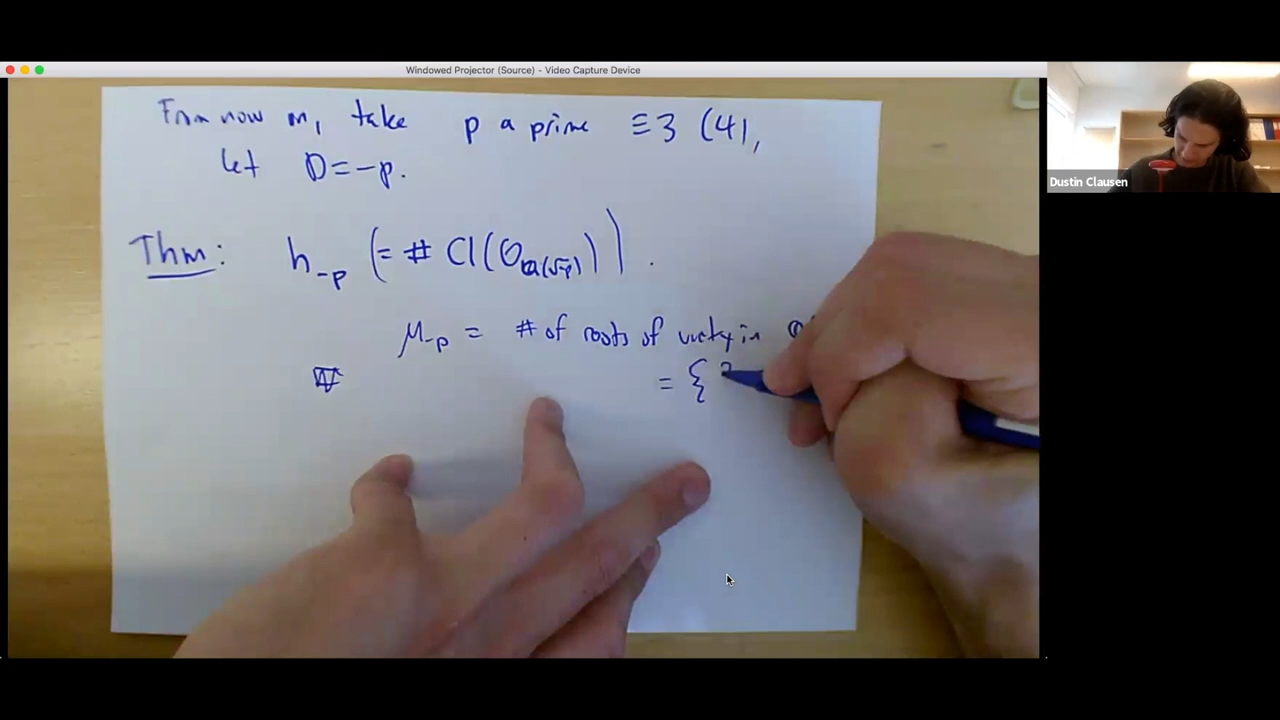 Windowed Projector (Source) - Video Capture Device
From now on, take p a prime ≡ 3 (4),
let D = -p.
Thm: h_{-p} (= # Cl(O_{Q(√-p)})).
μ_{-p} = # of roots of unity in
= {
Dustin Clausen